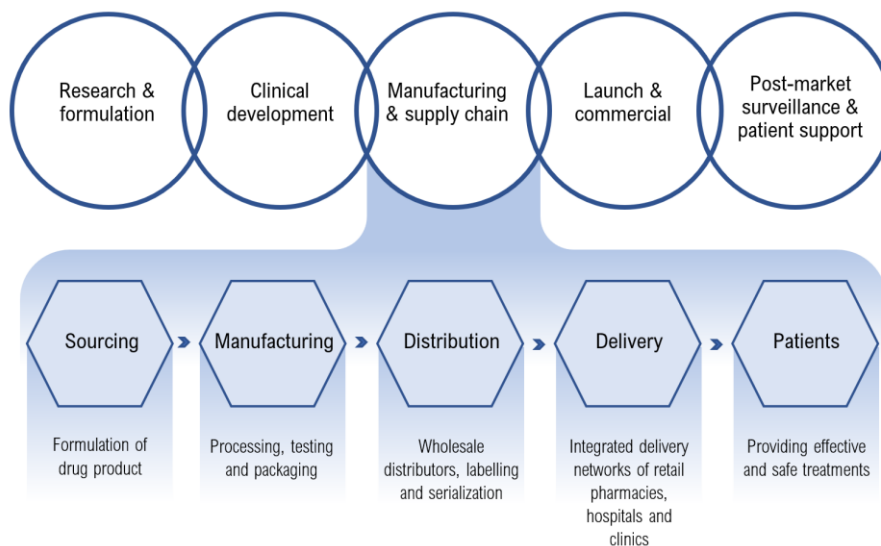 Research &
formulation
Clinical
development
Manufacturing
& supply chain
Launch &
commercial
Post-market
surveillance &
patient support
Sourcing
Manufacturing
Distribution
Delivery
Patients
Formulation of
drug product
Processing, testing
and packaging
Wholesale
distributors, labelling
and serialization
Integrated delivery
networks of retail
pharmacies,
hospitals and
clinics
Providing effective
and safe treatments